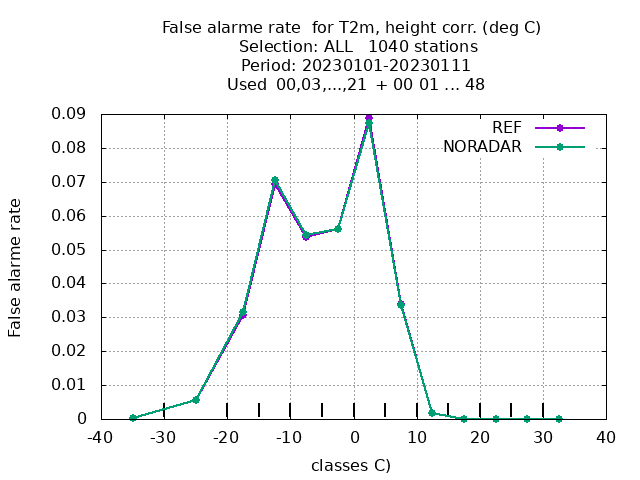 False alarme rate  for T2m, height corr. (deg C)
Selection: ALL   1040 stations
Period: 20230101-20230111
Used  00,03,...,21  + 00 01 ... 48
0.09
REF
0.08
NORADAR
0.07
0.06
0.05
0.04
0.03
0.02
0.01
0
False alarme rate
-40 -30 -20 -10 0 10 20 30 40
classes C)